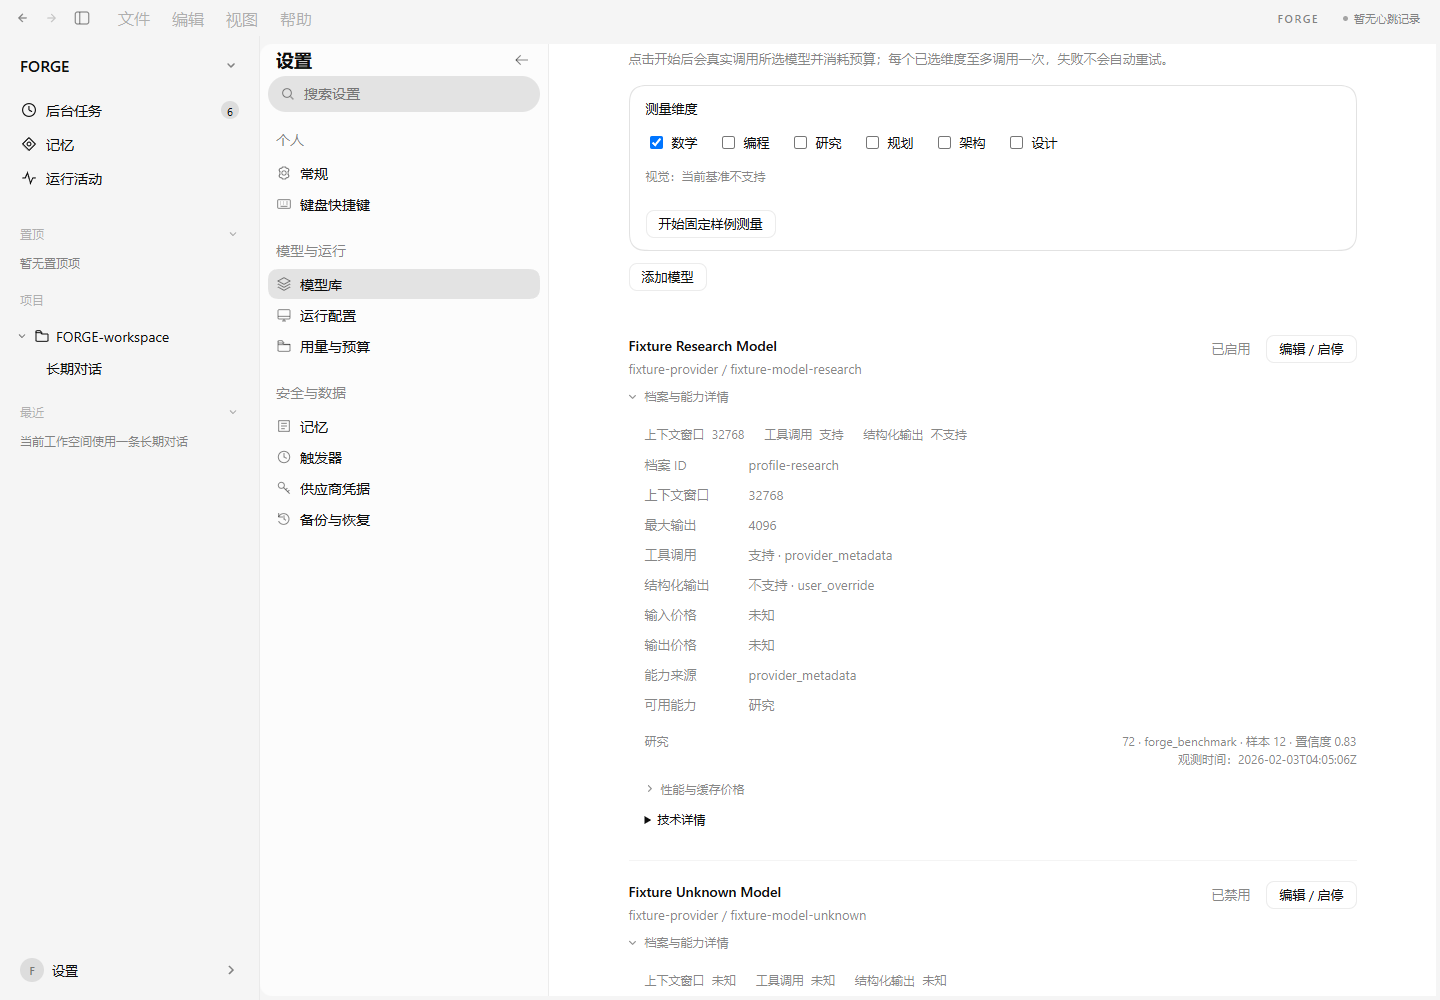 文件 编辑 视图 帮助
FORGE
暂无心跳记录
FORGE
后台任务 6
记忆
运行活动
置顶
暂无置顶项
项目
FORGE-workspace
长期对话
最近
当前工作空间使用一条长期对话
F 设置
设置
搜索设置
个人
常规
键盘快捷键
模型与运行
模型库
运行配置
用量与预算
安全与数据
记忆
触发器
供应商凭据
备份与恢复
点击开始后会真实调用所选模型并消耗预算；每个已选维度至多调用一次，失败不会自动重试。
测量维度
数学 编程 研究 规划 架构 设计
视觉：当前基准不支持
开始固定样例测量
添加模型
Fixture Research Model
已启用 编辑 / 启停
fixture-provider / fixture-model-research
档案与能力详情
上下文窗口 32768 工具调用 支持 结构化输出 不支持
档案 ID profile-research
上下文窗口 32768
最大输出 4096
工具调用 支持 · provider_metadata
结构化输出 不支持 · user_override
输入价格 未知
输出价格 未知
能力来源 provider_metadata
可用能力 研究
研究 72 · forge_benchmark · 样本 12 · 置信度 0.83
观测时间：2026-02-03T04:05:06Z
性能与缓存价格
技术详情
Fixture Unknown Model
已禁用 编辑 / 启停
fixture-provider / fixture-model-unknown
档案与能力详情
上下文窗口 未知 工具调用 未知 结构化输出 未知